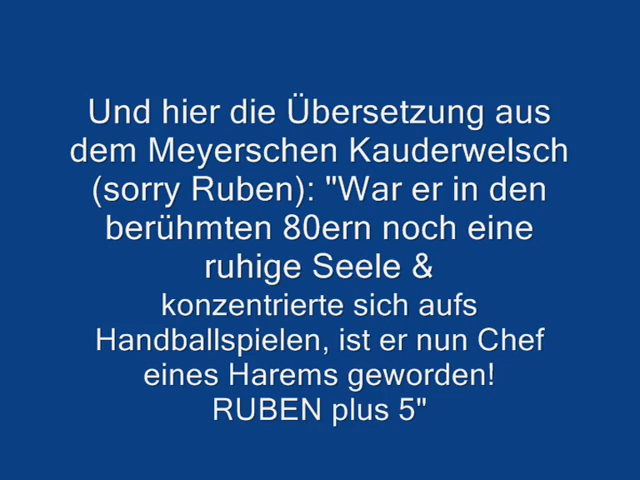 Und hier die Übersetzung aus
dem Meyerschen Kauderwelsch
(sorry Ruben): "War er in den
berühmten 80ern noch eine
ruhige Seele &
konzentrierte sich aufs
Handballspielen, ist er nun Chef
eines Harems geworden!
RUBEN plus 5"